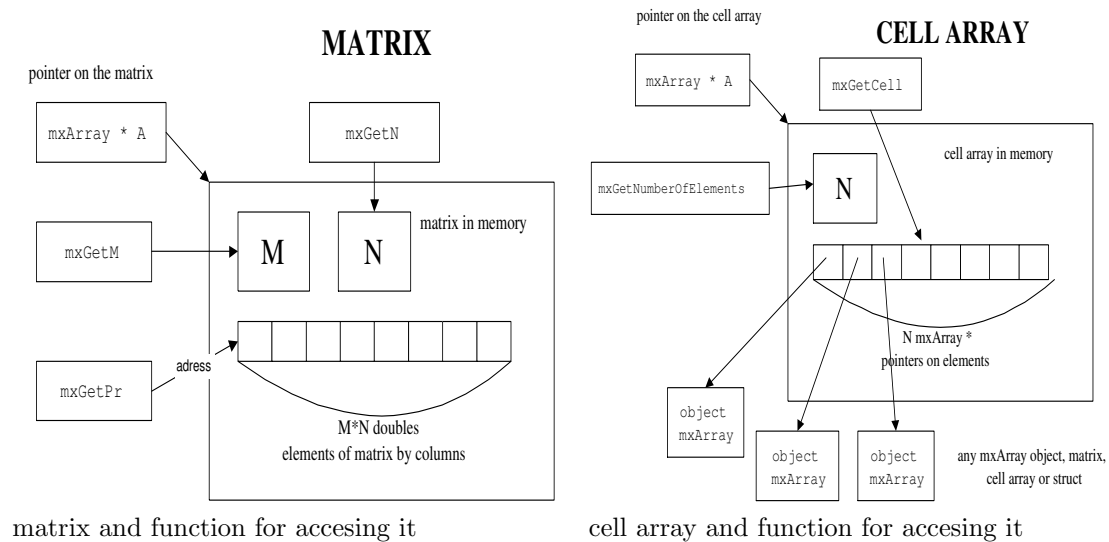 MATRIX
pointer on the matrix
mxArray * A
mxGetN
mxGetM
M
N
matrix in memory
mxGetPr
adress
M*N doubles
elements of matrix by columns
matrix and function for accesing it
pointer on the cell array
CELL ARRAY
mxArray * A
mxGetCell
cell array in memory
mxGetNumberOfElements
N
N mxArray *
pointers on elements
object
mxArray
object
mxArray
object
mxArray
any mxArray object, matrix,
cell array or struct
cell array and function for accesing it